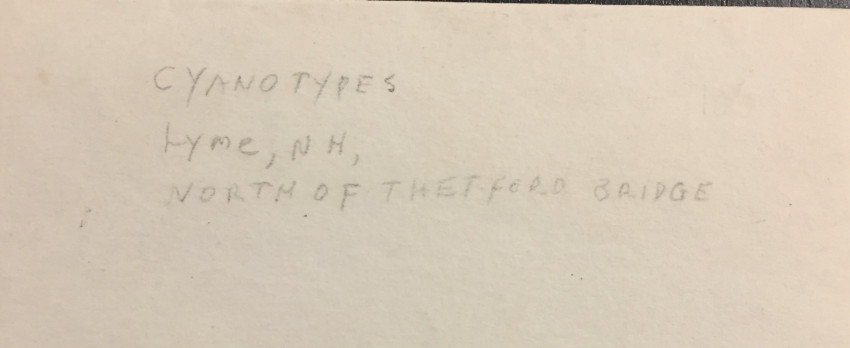 CYANOTYPES
Lyme, NH,
NORTH OF THETFORD BRIDGE